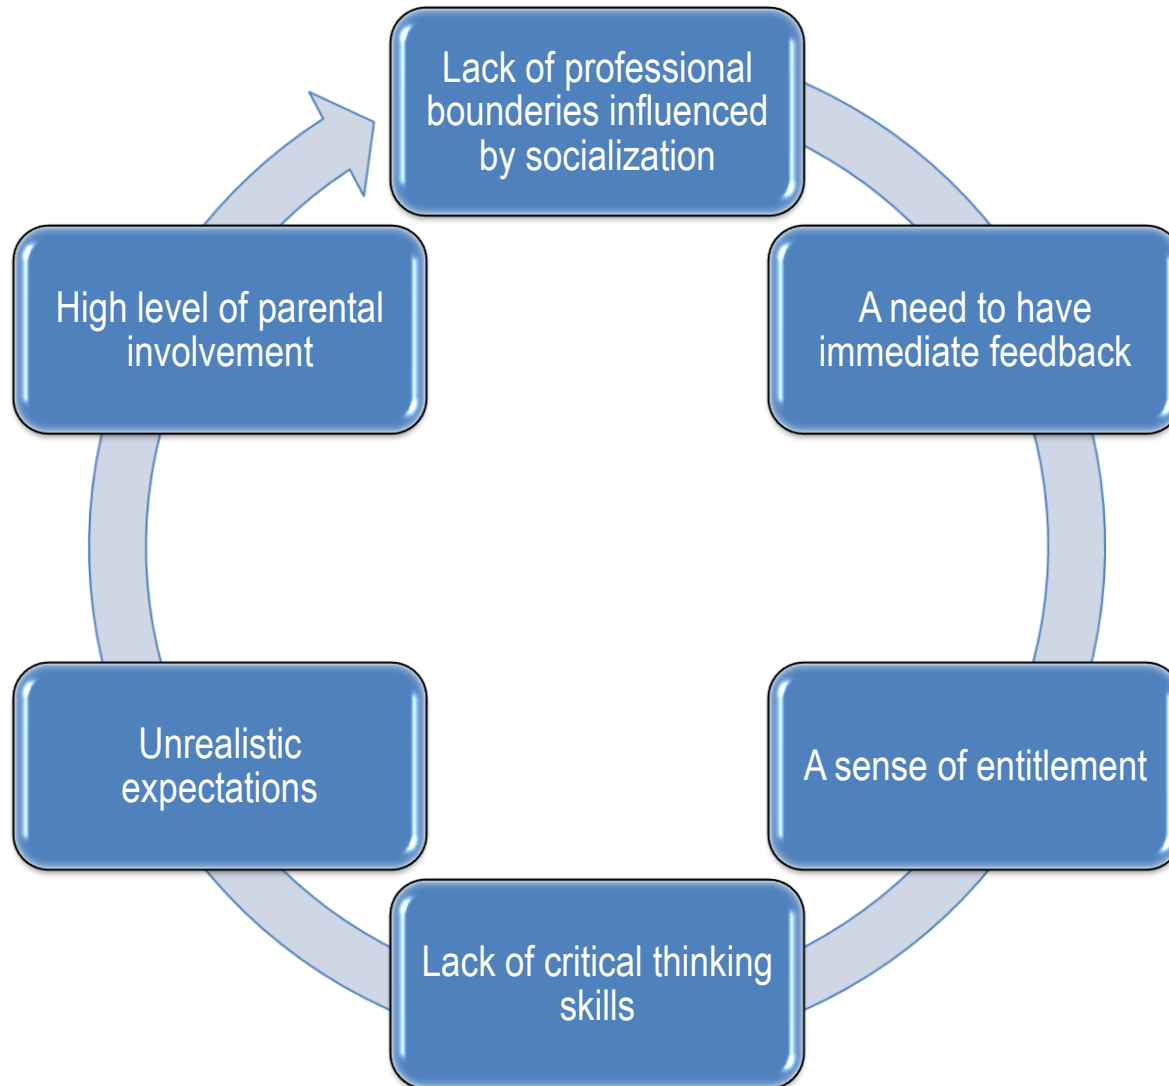 Lack of professional
bounderies influenced
by socialization
A need to have
immediate feedback
A sense of entitlement
Lack of critical thinking
skills
Unrealistic
expectations
High level of parental
involvement